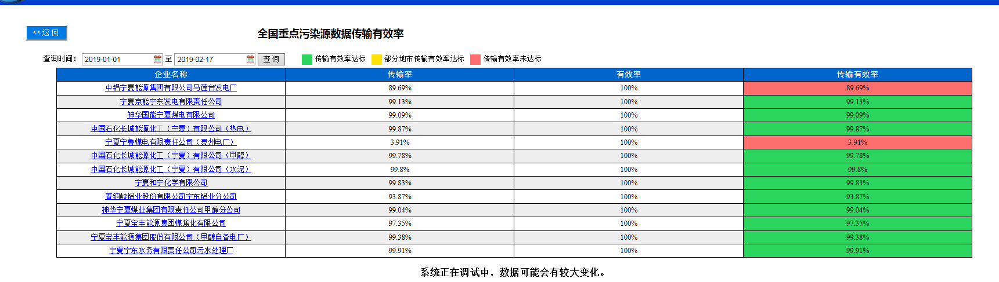 << 返 回
全国重点污染源数据传输有效率
查询时间： 2019-01-01 至 2019-02-17 查 询 传输有效率达标 部分地市传输有效率达标 传输有效率未达标
企业名称 传输率 有效率 传输有效率
中铝宁夏能源集团有限公司马莲台发电厂 89.69% 100% 89.69%
宁夏京能宁东发电有限责任公司 99.13% 100% 99.13%
神华国能宁夏煤电有限公司 99.09% 100% 99.09%
中国石化长城能源化工（宁夏）有限公司（热电） 99.87% 100% 99.87%
宁夏宁鲁煤电有限责任公司（灵州电厂） 3.91% 100% 3.91%
中国石化长城能源化工（宁夏）有限公司（甲醇） 99.78% 100% 99.78%
中国石化长城能源化工（宁夏）有限公司（水泥） 99.8% 100% 99.8%
宁夏和宁化学有限公司 99.83% 100% 99.83%
青铜峡铝业股份有限公司宁东铝业分公司 93.87% 100% 93.87%
神华宁夏煤业集团有限责任公司甲醇分公司 99.04% 100% 99.04%
宁夏宝丰能源集团煤焦化有限公司 97.35% 100% 97.35%
宁夏宝丰能源集团股份有限公司（甲醇自备电厂） 99.38% 100% 99.38%
宁夏宁东水务有限责任公司污水处理厂 99.91% 100% 99.91%
系统正在调试中，数据可能会有较大变化。